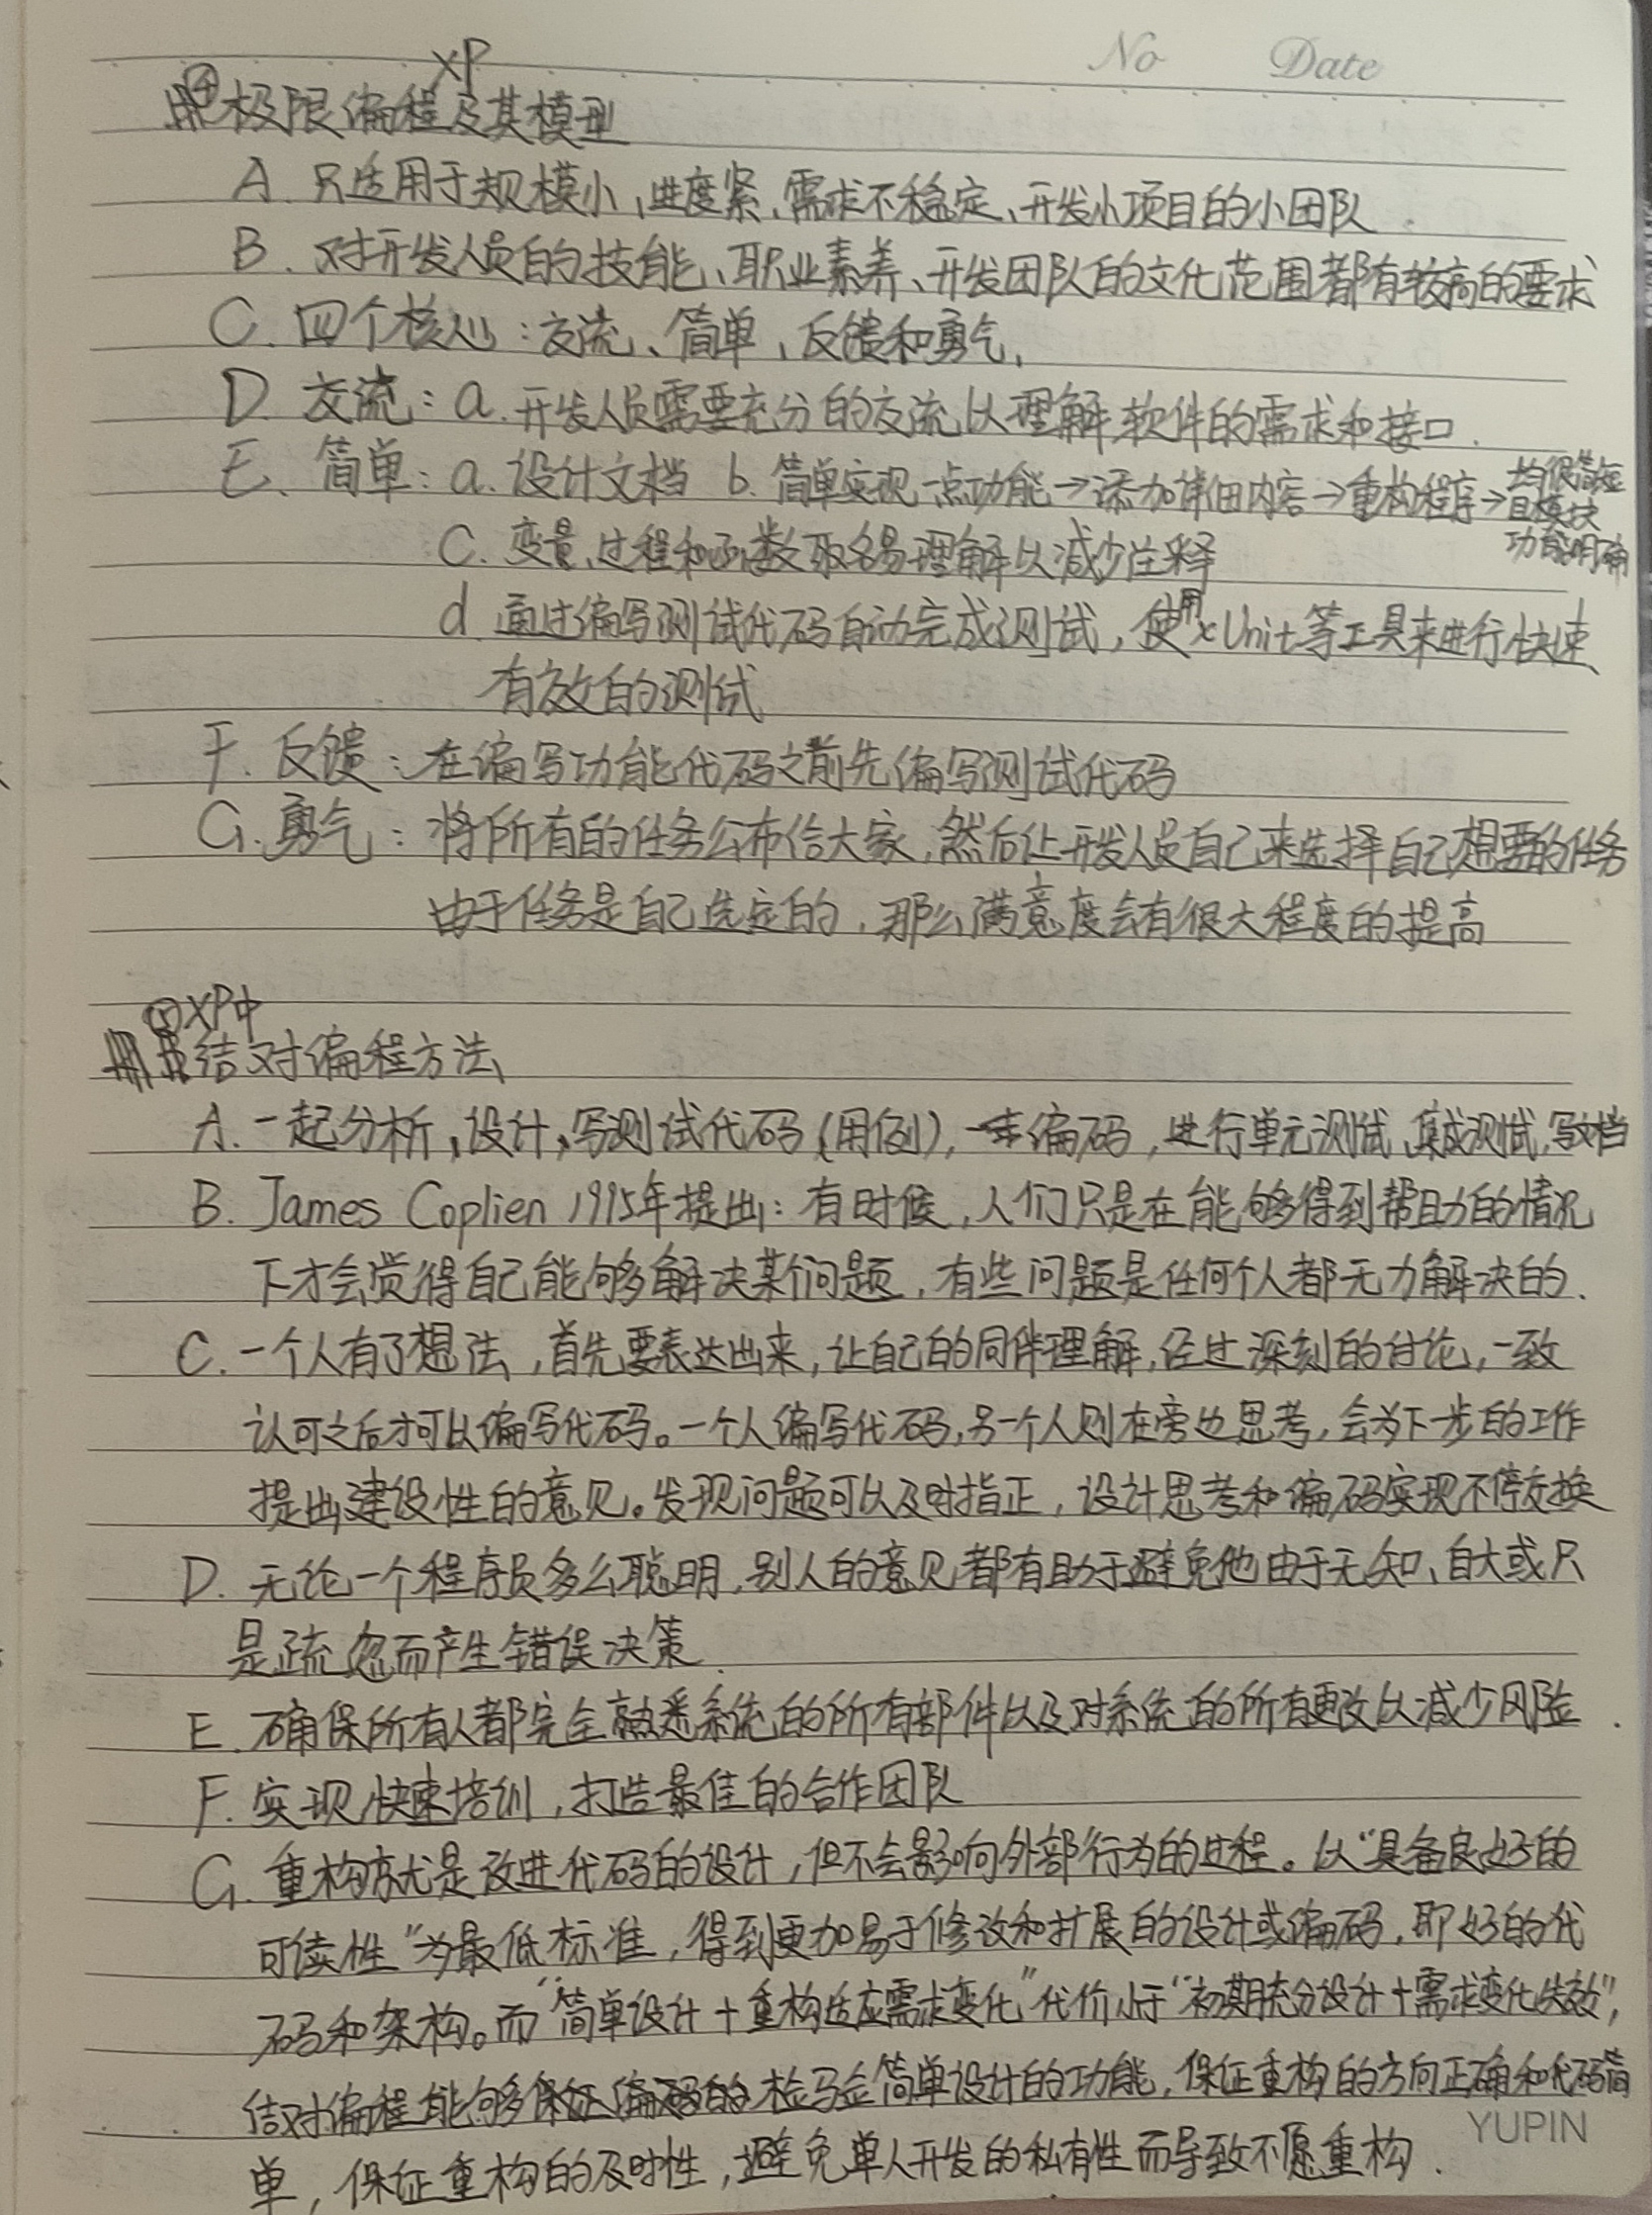 No Date
④极限编程XP及其模型
A. 只适用于规模小、进度紧、需求不稳定、开发小项目的小团队.
B. 对开发人员的技能、职业素养、开发团队的文化范围都有较高的要求
C. 四个核心:交流、简单、反馈和勇气.
D. 交流:a.开发人员需要充分的交流以理解软件的需求和接口.
E. 简单:a.设计文档 b.简单实现一点功能→添加详细内容→重构程序→均很简短且模块功能明确
C. 变量、过程和函数取名易理解以减少注释
d. 通过编写测试代码自动完成测试,使用xUnit等工具来进行快速
有效的测试
F. 反馈:在编写功能代码之前先编写测试代码
G. 勇气:将所有的任务公布给大家,然后让开发人员自己来选择自己想要的任务
由于任务是自己选定的,那么满意度会有很大程度的提高
⑤XP中
结对编程方法
A. 一起分析,设计,写测试代码(用例),一来编码,进行单元测试,集成测试,写文档
B. James Coplien 1995年提出:有时候,人们只是在能够得到帮助的情况
下才会觉得自己能够解决某个问题,有些问题是任何个人都无力解决的.
C. 一个人有了想法,首先要表达出来,让自己的同伴理解,经过深刻的讨论,一致
认可之后才可以编写代码。一个人编写代码,另一个人则在旁边思考,会为下一步的工作
提出建设性的意见。发现问题可以及时指正,设计思考和编码实现不停交换
D. 无论一个程序员多么聪明,别人的意见都有助于避免他由于无知、自大或只
是疏忽而产生错误决策.
E. 确保所有人都完全熟悉系统的所有部件以及对系统的所有更改以减少风险.
F. 实现快速培训,打造最佳的合作团队
G. 重构就是改进代码的设计,但不会影响外部行为的过程。以“具备良好的
可读性”为最低标准,得到更加易于修改和扩展的设计或编码,即好的代
码和架构。而“简单设计+重构适应需求变化”代价小于“初期充分设计+需求变化失效”,
结对编程能够保证编码的检验简单设计的功能,保证重构的方向正确和代码简
单,保证重构的及时性,避免单人开发的私有性而导致不愿重构.
YUPIN